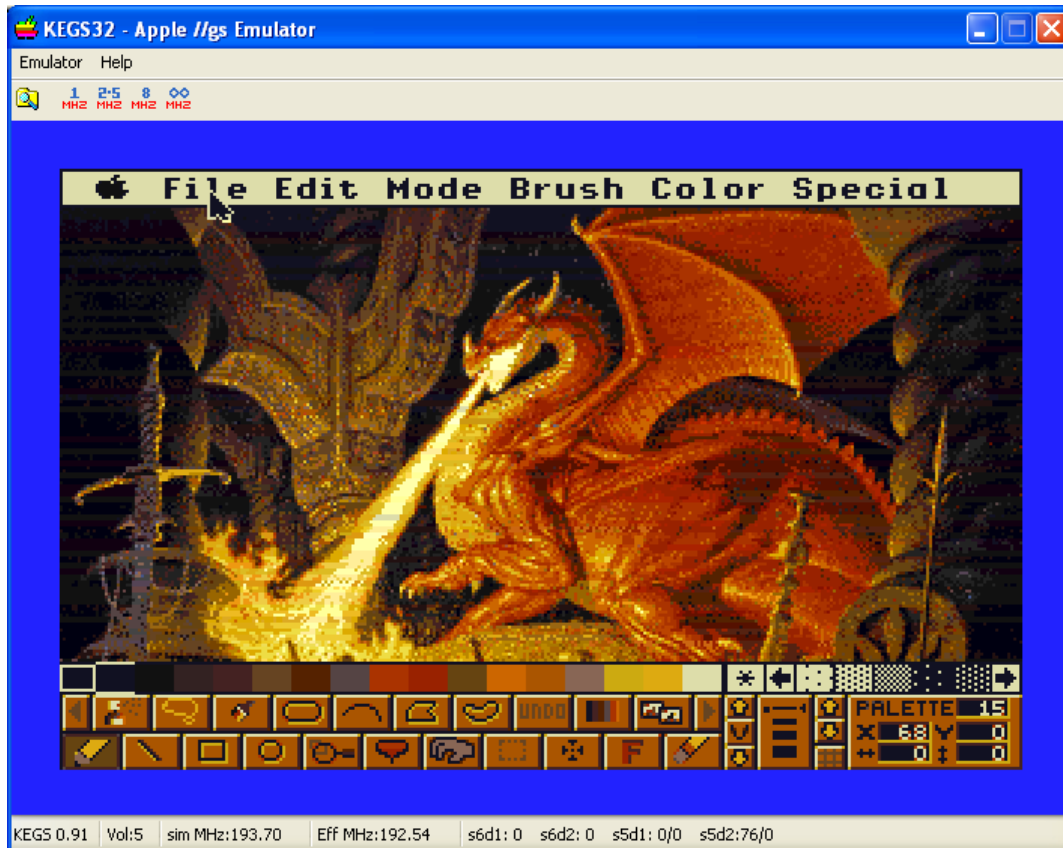 KEGS32 - Apple //gs Emulator
Emulator Help
1 MHZ 2·5 MHZ 8 MHZ ∞ MHZ
File Edit Mode Brush Color Special
UNDO PALETTE 15
X 68 Y 0
F ↔ 0 ↕ 0
KEGS 0.91 Vol:5 sim MHz:193.70 Eff MHz:192.54 s6d1: 0 s6d2: 0 s5d1: 0/0 s5d2:76/0